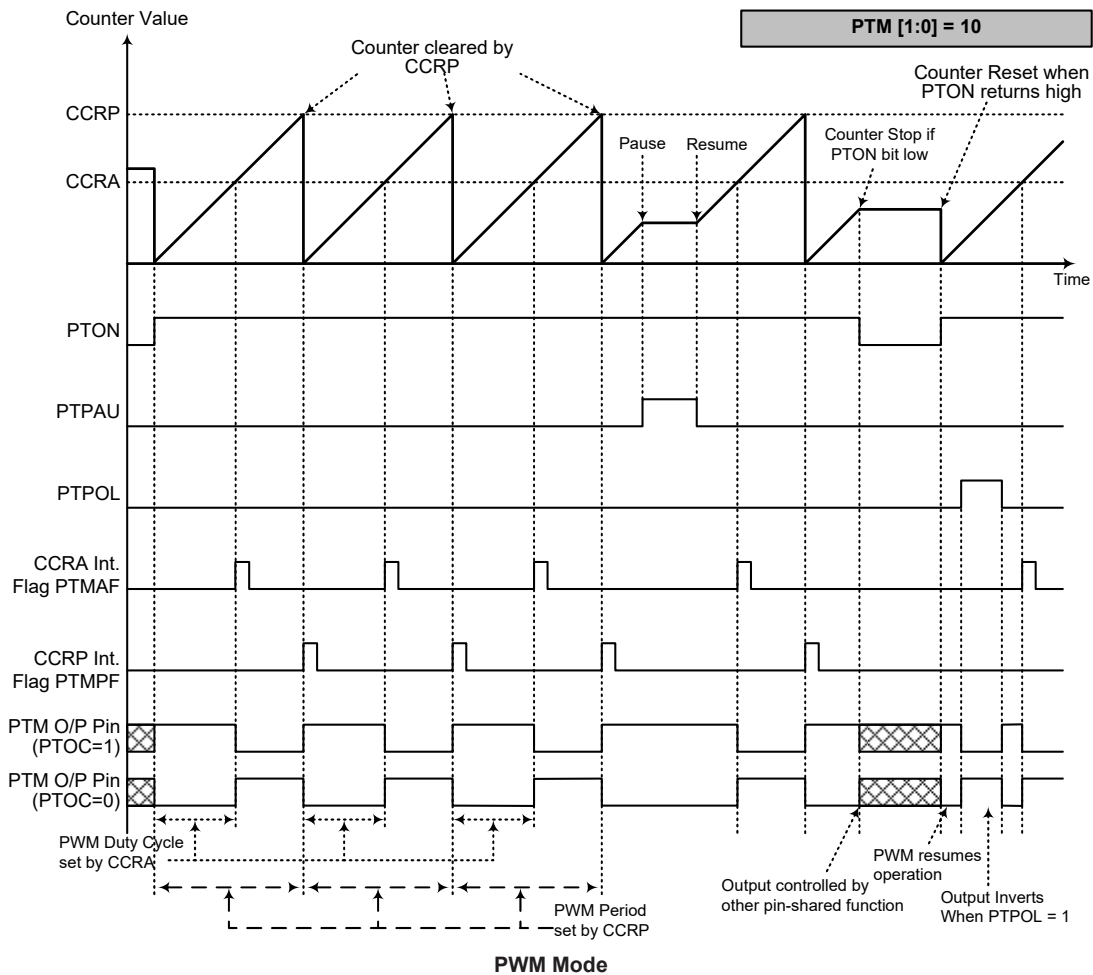 Counter Value
PTM [1:0] = 10
Counter cleared by
CCRP
Counter Reset when
PTON returns high
CCRP
Pause
Resume
Counter Stop if
PTON bit low
CCRA
Time
PTON
PTPAU
PTPOL
CCRA Int.
Flag PTMAF
CCRP Int.
Flag PTMPF
PTM O/P Pin
(PTOC=1)
PTM O/P Pin
(PTOC=0)
PWM Duty Cycle
set by CCRA
PWM resumes
operation
Output controlled by
other pin-shared function
Output Inverts
When PTPOL = 1
PWM Period
set by CCRP
PWM Mode